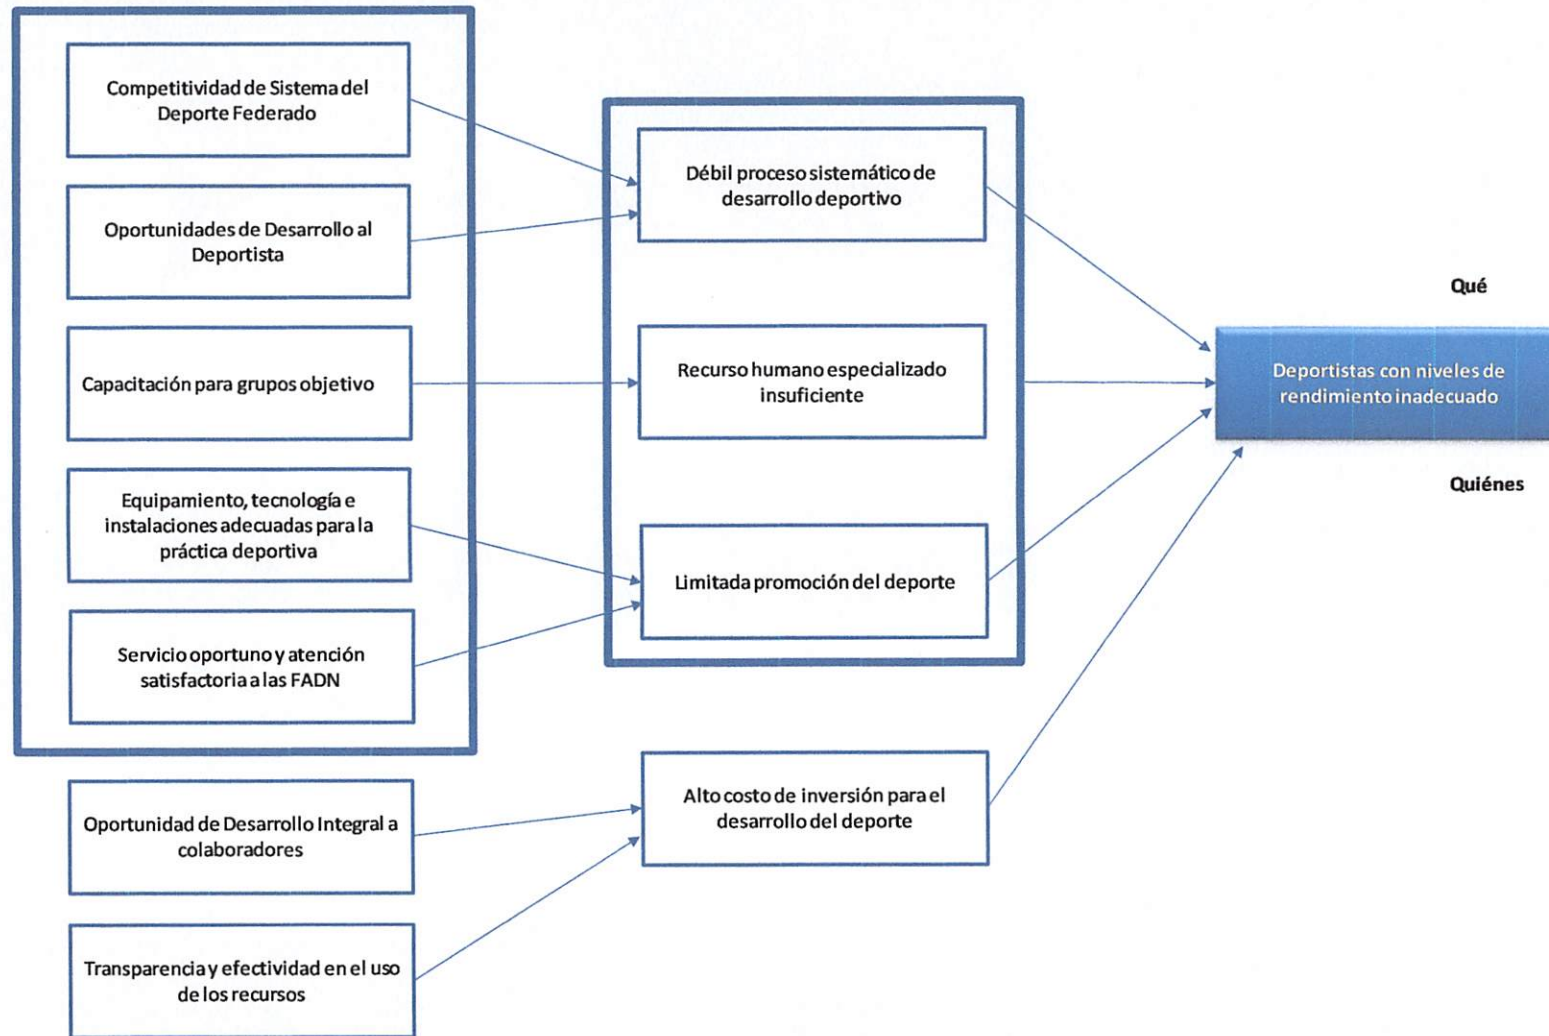 Competitividad de Sistema del
Deporte Federado
Oportunidades de Desarrollo al
Deportista
Capacitación para grupos objetivo
Equipamiento, tecnología e
instalaciones adecuadas para la
práctica deportiva
Servicio oportuno y atención
satisfactoria a las FADN
Oportunidad de Desarrollo Integral a
colaboradores
Transparencia y efectividad en el uso
de los recursos
Débil proceso sistemático de
desarrollo deportivo
Recurso humano especializado
insuficiente
Limitada promoción del deporte
Alto costo de inversión para el
desarrollo del deporte
Qué
Deportistas con niveles de
rendimiento inadecuado
Quiénes